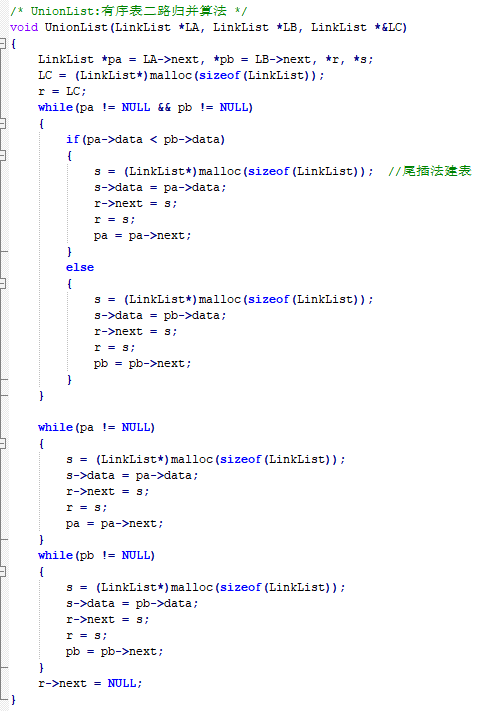 /* UnionList:有序表二路归并算法 */
void UnionList(LinkList *LA, LinkList *LB, LinkList *&LC)
{
    LinkList *pa = LA->next, *pb = LB->next, *r, *s;
    LC = (LinkList*)malloc(sizeof(LinkList));
    r = LC;
    while(pa != NULL && pb != NULL)
    {
        if(pa->data < pb->data)
        {
            s = (LinkList*)malloc(sizeof(LinkList));  //尾插法建表
            s->data = pa->data;
            r->next = s;
            r = s;
            pa = pa->next;
        }
        else
        {
            s = (LinkList*)malloc(sizeof(LinkList));
            s->data = pb->data;
            r->next = s;
            r = s;
            pb = pb->next;
        }
    }

    while(pa != NULL)
    {
        s = (LinkList*)malloc(sizeof(LinkList));
        s->data = pa->data;
        r->next = s;
        r = s;
        pa = pa->next;
    }
    while(pb != NULL)
    {
        s = (LinkList*)malloc(sizeof(LinkList));
        s->data = pb->data;
        r->next = s;
        r = s;
        pb = pb->next;
    }
    r->next = NULL;
}